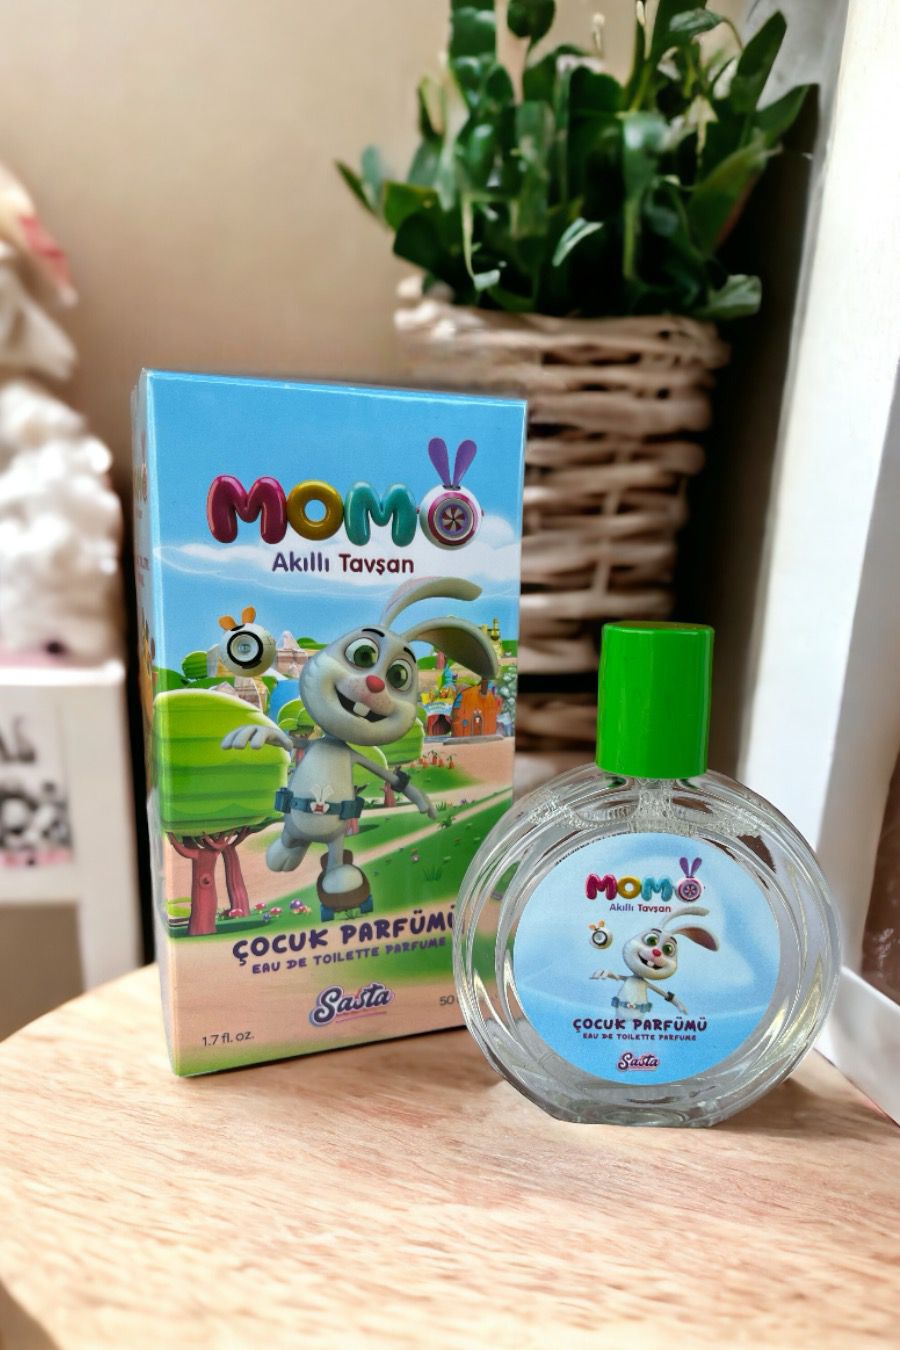 MOMO
Akıllı Tavşan
ÇOCUK PARFÜMÜ
EAU DE TOILETTE PARFUME
Sasta
1.7 fl. oz.
50
MOMO
Akıllı Tavşan
ÇOCUK PARFÜMÜ
EAU DE TOILETTE PARFUME
Sasta